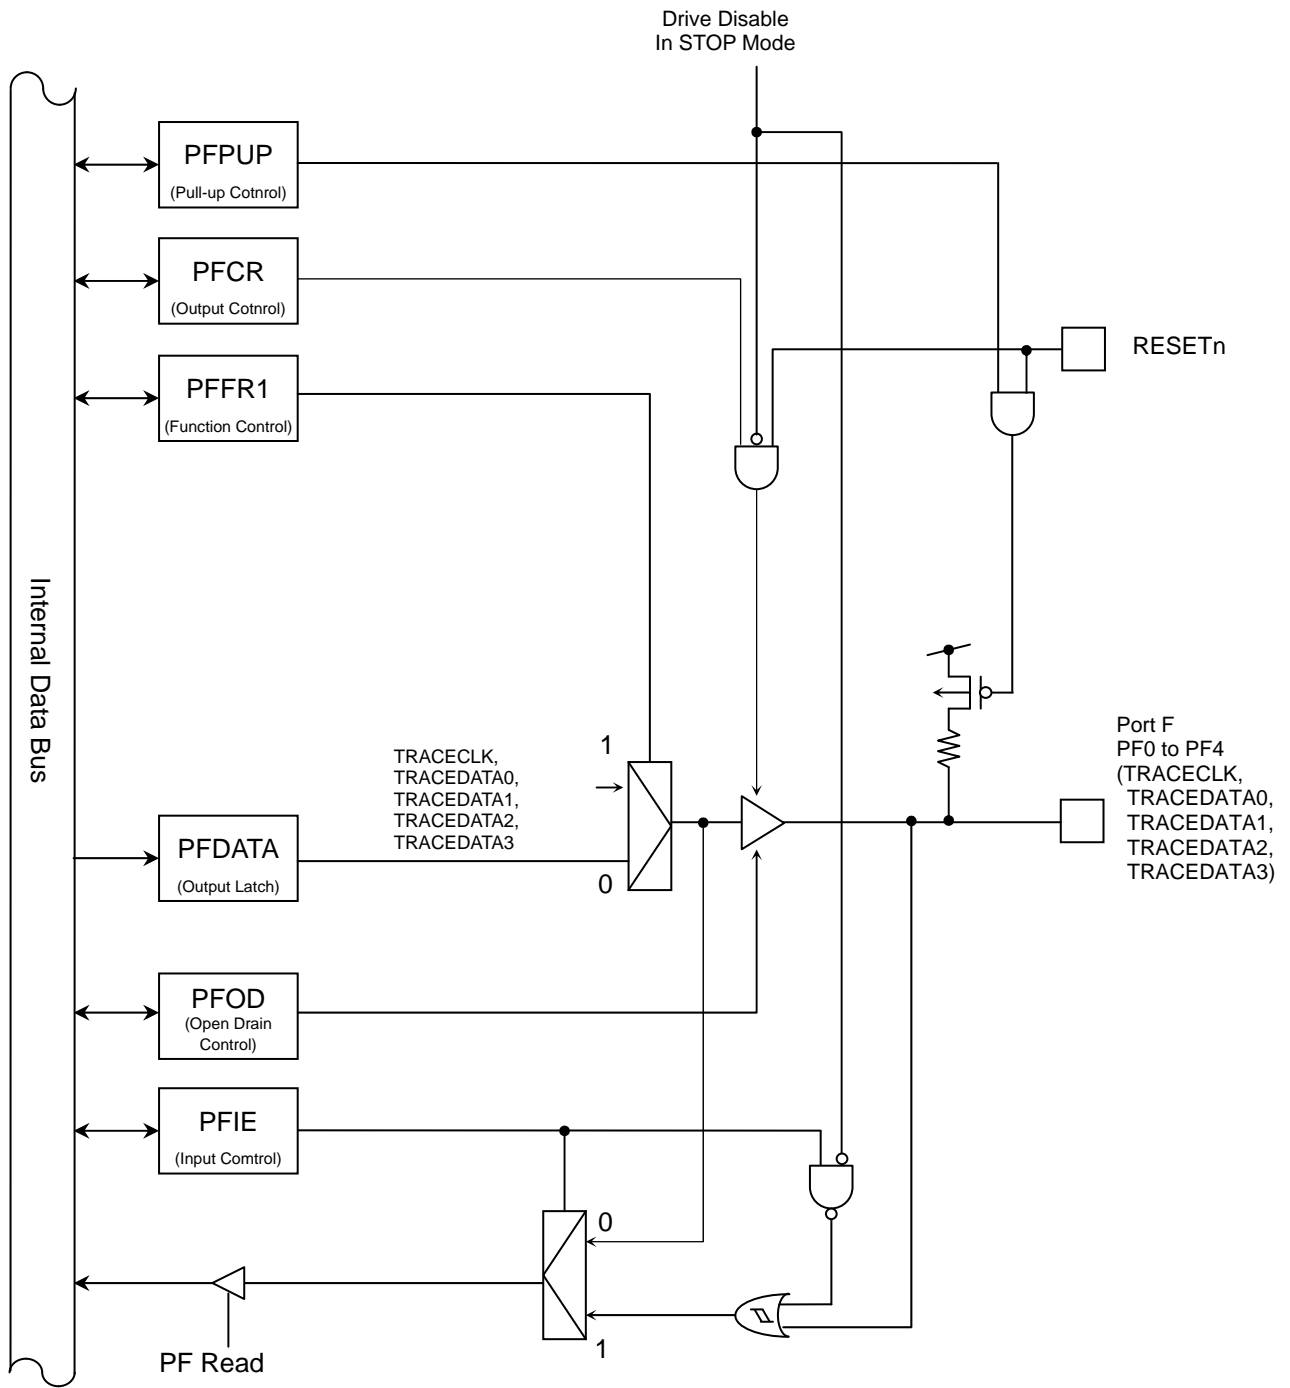 Drive Disable
In STOP Mode
PFPUP
(Pull-up Cotnrol)
PFCR
(Output Cotnrol)
RESETn
PFFR1
(Function Control)
Internal Data Bus
1
TRACECLK,
TRACEDATA0,
TRACEDATA1,
TRACEDATA2,
TRACEDATA3
Port F
PF0 to PF4
(TRACECLK,
TRACEDATA0,
TRACEDATA1,
TRACEDATA2,
TRACEDATA3)
PFDATA
(Output Latch)
0
PFOD
(Open Drain
Control)
PFIE
(Input Comtrol)
0
1
PF Read